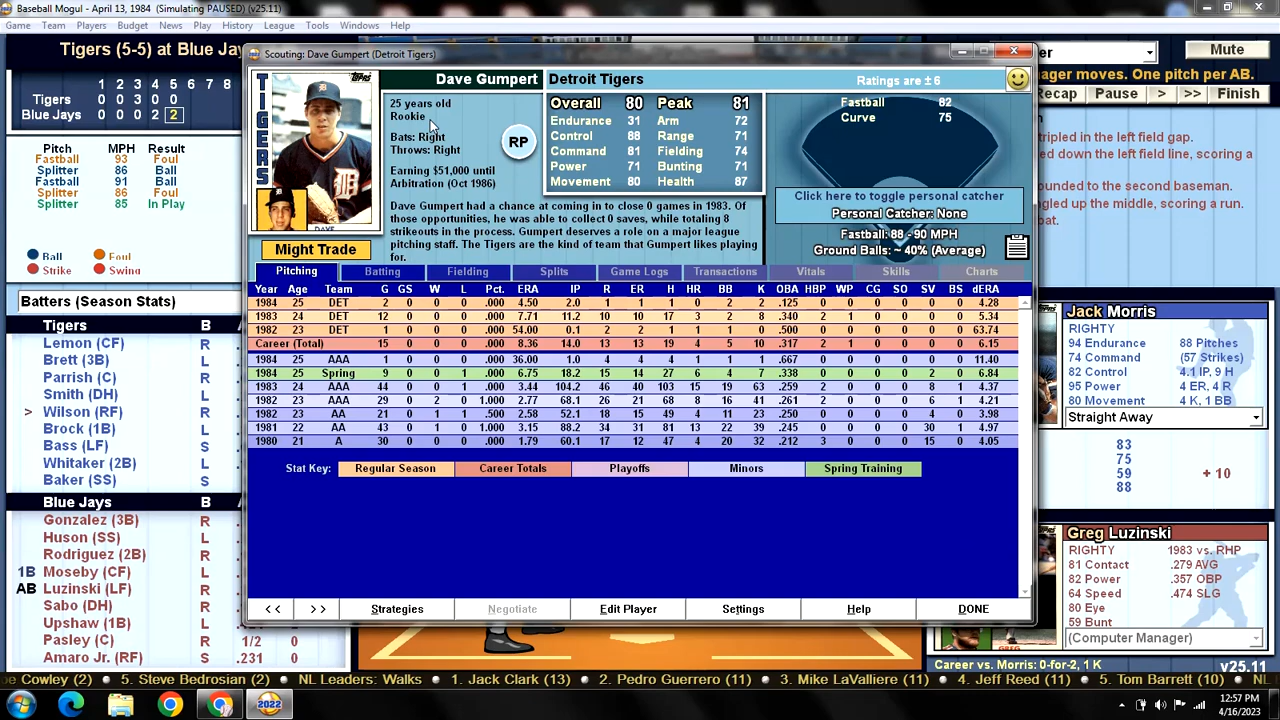 Baseball Mogul - April 13, 1984 (Simulating PAUSED) (v25.11)
Game Team Players Budget News Play History League Tools Windows Help
Tigers (5-5) at Blue Jay
1 2 3 4 5 6 7 8
Tigers 0 0 3 0 0
Blue Jays 0 0 0 2 2
Pitch MPH Result
Fastball 93 Foul
Splitter 86 Ball
Fastball 91 Ball
Splitter 86 Foul
Splitter 85 In Play
Ball Foul
Strike Swing
Batters (Season Stats)
Tigers B
Lemon (CF) R
Brett (3B) L
Parrish (C) R
Smith (DH) L
> Wilson (RF) R
Brock (1B) L
Bass (LF) S
Whitaker (2B) L
Baker (SS) S
Blue Jays B
Gonzalez (3B) R
Huson (SS) L
Rodriguez (2B) R
1B Moseby (CF) L
AB Luzinski (LF) R
Sabo (DH) R
Upshaw (1B) L
Pasley (C) R 1/2 0
Amaro Jr. (RF) S .231 0
Scouting: Dave Gumpert (Detroit Tigers)
TIGERS
Topps
DAVE
Might Trade
Dave Gumpert
25 years old
Rookie
Bats: Right
Throws: Right
RP
Earning $51,000 until
Arbitration (Oct 1986)
Dave Gumpert had a chance at coming in to close 0 games in 1983. Of
those opportunities, he was able to collect 0 saves, while totaling 8
strikeouts in the season. Gumpert deserves a role on a major league
pitching staff. The Tigers are the kind of team that Gumpert likes playing
for.
Detroit Tigers
Ratings are ± 6
Overall 80 Peak 81
Endurance 31 Arm 72
Control 88 Range 71
Command 81 Fielding 74
Power 71 Bunting 71
Movement 80 Health 87
Fastball 82
Curve 75
Click here to toggle personal catcher
Personal Catcher: None
Fastball: 88 - 90 MPH
Ground Balls: ~ 40% (Average)
Pitching Batting Fielding Splits Game Logs Transactions Vitals Skills Charts
Year Age Team G GS W L Pct. ERA IP R ER H HR BB K OBA HBP WP CG SO SV BS dERA
1984 25 DET 2 0 0 0 .000 4.50 2.0 1 1 1 0 2 2 .125 0 0 0 0 0 0 4.28
1983 24 DET 12 0 0 0 .000 7.71 11.2 10 10 17 3 2 8 .340 2 1 0 0 0 0 5.34
1982 23 DET 1 0 0 0 .000 54.00 0.1 2 2 1 1 1 0 .500 0 0 0 0 0 0 63.74
Career (Total) 15 0 0 0 .000 8.36 14.0 13 13 19 4 5 10 .317 2 1 0 0 0 0 6.15
1984 25 AAA 1 0 0 0 .000 36.00 1.0 4 4 4 1 1 1 .667 0 0 0 0 0 0 11.40
1984 25 Spring 9 0 0 1 .000 6.75 18.2 15 14 27 6 4 7 .338 0 0 0 0 2 0 6.84
1983 24 AAA 44 0 0 2 .000 3.44 104.2 46 40 103 15 19 63 .259 2 0 0 0 8 1 4.37
1982 23 AAA 29 0 2 0 1.000 2.77 68.1 26 21 68 8 16 41 .261 2 0 0 0 6 1 4.21
1982 23 AA 21 0 1 1 .500 2.58 52.1 18 15 49 4 11 23 .250 0 0 0 0 4 0 3.98
1981 22 AA 43 0 1 0 1.000 3.15 88.2 34 31 81 13 22 39 .245 0 0 0 0 30 1 4.97
1980 21 A 30 0 0 0 .000 1.79 60.1 17 12 47 4 20 32 .212 3 0 0 0 15 0 4.05
Stat Key: Regular Season Career Totals Playoffs Minors Spring Training
<< >> Strategies Negotiate Edit Player Settings Help DONE
er Mute
nager moves. One pitch per AB.
ecap Pause > >> Finish
tripled in the left field gap.
ed down the left field line, scoring a
ounded to the second baseman.
gled up the middle, scoring a run.
bat.
Jack Morris
RIGHTY
94 Endurance 88 Pitches
74 Command (57 Strikes)
82 Control 4.1 IP, 9 H
95 Power 4 ER, 4 R
80 Movement 4 K, 1 BB
Straight Away
83
75
59
88
+ 10
Greg Luzinski
RIGHTY 1983 vs. RHP
81 Contact .279 AVG
82 Power .357 OBP
64 Speed .474 SLG
80 Eye
59 Bunt
(Computer Manager)
Career vs. Morris: 0-for-2, 1 K
v25.11
oe Cowley (2) • 5. Steve Bedrosian (2) • NL Leaders: Walks • 1. Jack Clark (13) • 2. Pedro Guerrero (11) • 3. Mike LaValliere (11) • 4. Jeff Reed (11) • 5. Tom Barrett (10) • 4. NL
2022
12:57 PM
4/16/2023